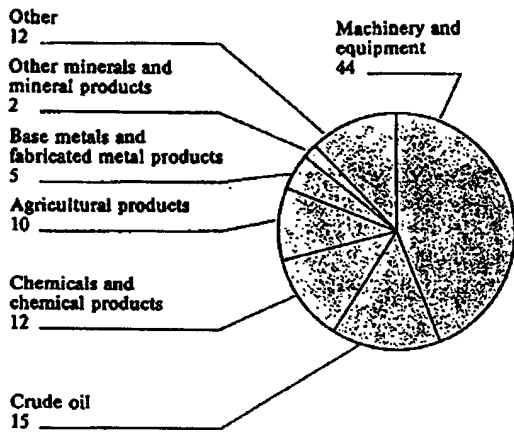 Other
12
Machinery and
equipment
44
Other minerals and
mineral products
2
Base metals and
fabricated metal products
5
Agricultural products
10
Chemicals and
chemical products
12
Crude oil
15